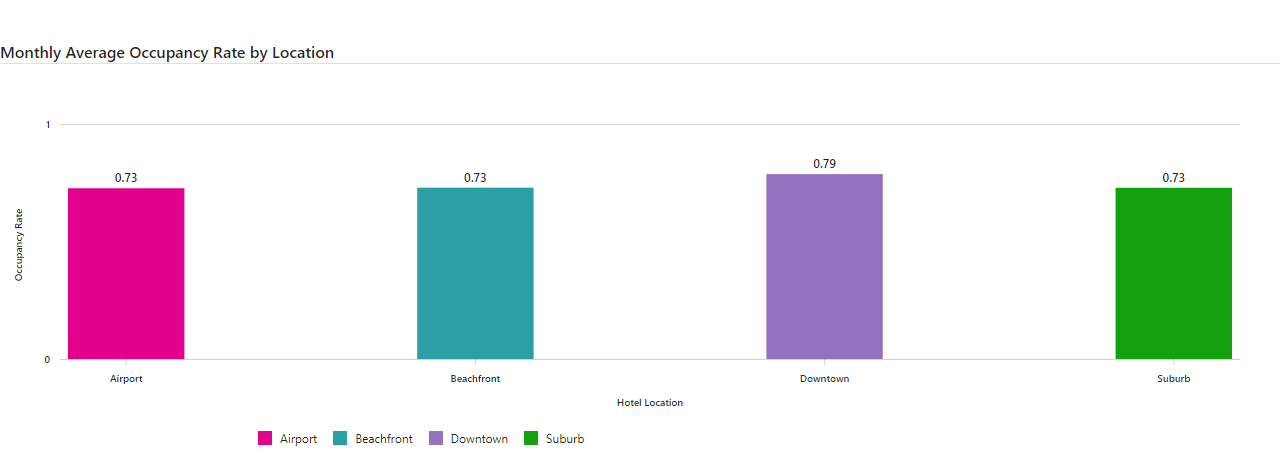 Monthly Average Occupancy Rate by Location
1
0.73
0.73
0.79
0.73
Occupancy Rate
0
Airport
Beachfront
Downtown
Suburb
Hotel Location
Airport
Beachfront
Downtown
Suburb